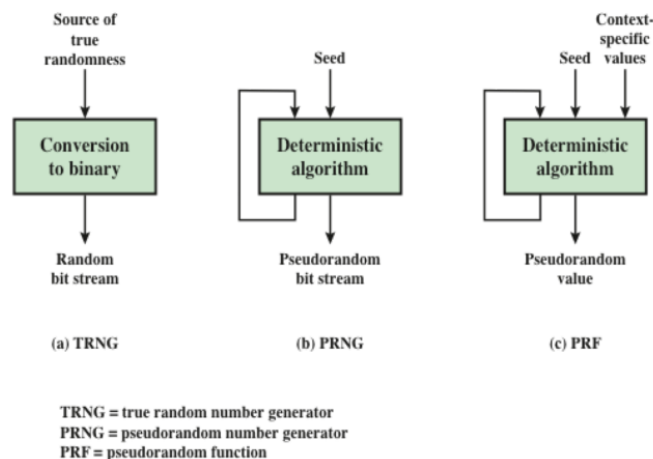 Source of
true
randomness
Conversion
to binary
Random
bit stream
(a) TRNG
Seed
Deterministic
algorithm
Pseudorandom
bit stream
(b) PRNG
Context-
specific
values
Seed
Deterministic
algorithm
Pseudorandom
value
(c) PRF
TRNG = true random number generator
PRNG = pseudorandom number generator
PRF = pseudorandom function